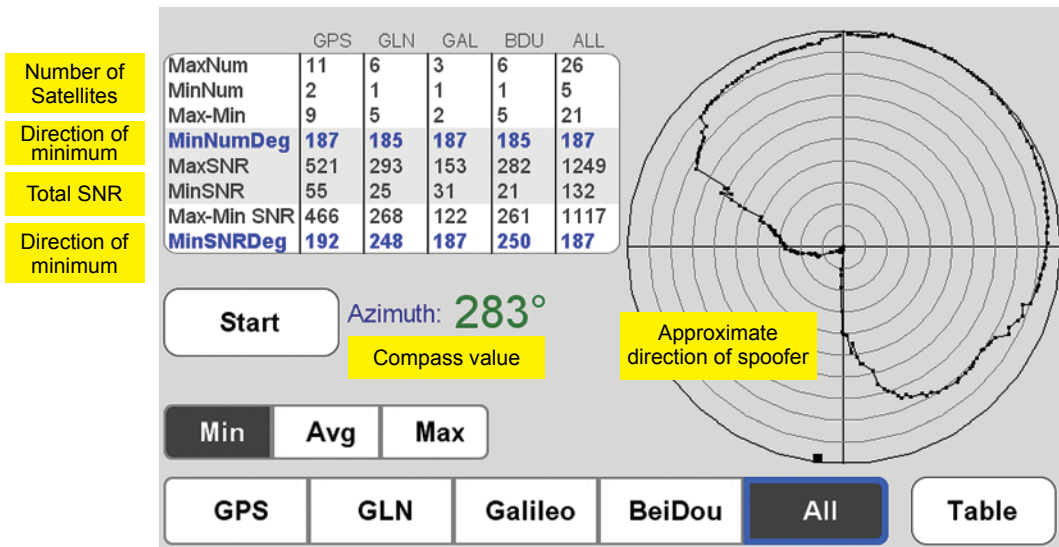 GPS GLN GAL BDU ALL
Number of
Satellites
MaxNum 11 6 3 6 26
MinNum 2 1 1 1 5
Max-Min 9 5 2 5 21
Direction of
minimum
MinNumDeg 187 185 187 185 187
MaxSNR 521 293 153 282 1249
Total SNR
MinSNR 55 25 31 21 132
Max-Min SNR 466 268 122 261 1117
Direction of
minimum
MinSNRDeg 192 248 187 250 187
Start
Azimuth: 283°
Compass value
Approximate
direction of spoofer
Min Avg Max
GPS GLN Galileo BeiDou All Table